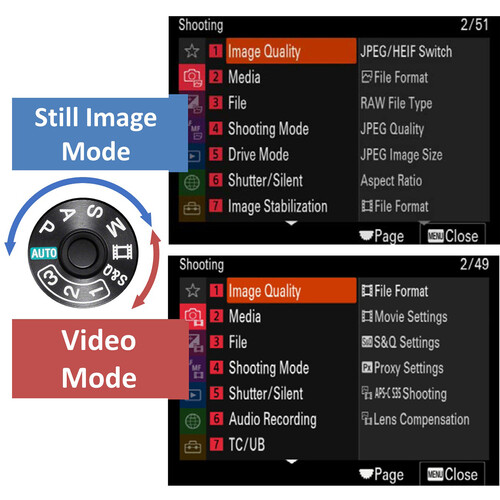 Shooting 2/51
1 Image Quality JPEG/HEIF Switch
2 Media File Format
3 File RAW File Type
4 Shooting Mode JPEG Quality
5 Drive Mode JPEG Image Size
6 Shutter/Silent Aspect Ratio
7 Image Stabilization File Format
MF
Page MENU Close
Still Image
Mode
AUTO P A S M S&Q 1 2 3
Video
Mode
Shooting 2/49
1 Image Quality File Format
2 Media Movie Settings
3 File S&Q Settings
4 Shooting Mode Px Proxy Settings
5 Shutter/Silent APS-C S35 Shooting
6 Audio Recording Lens Compensation
7 TC/UB
MF
Page MENU Close